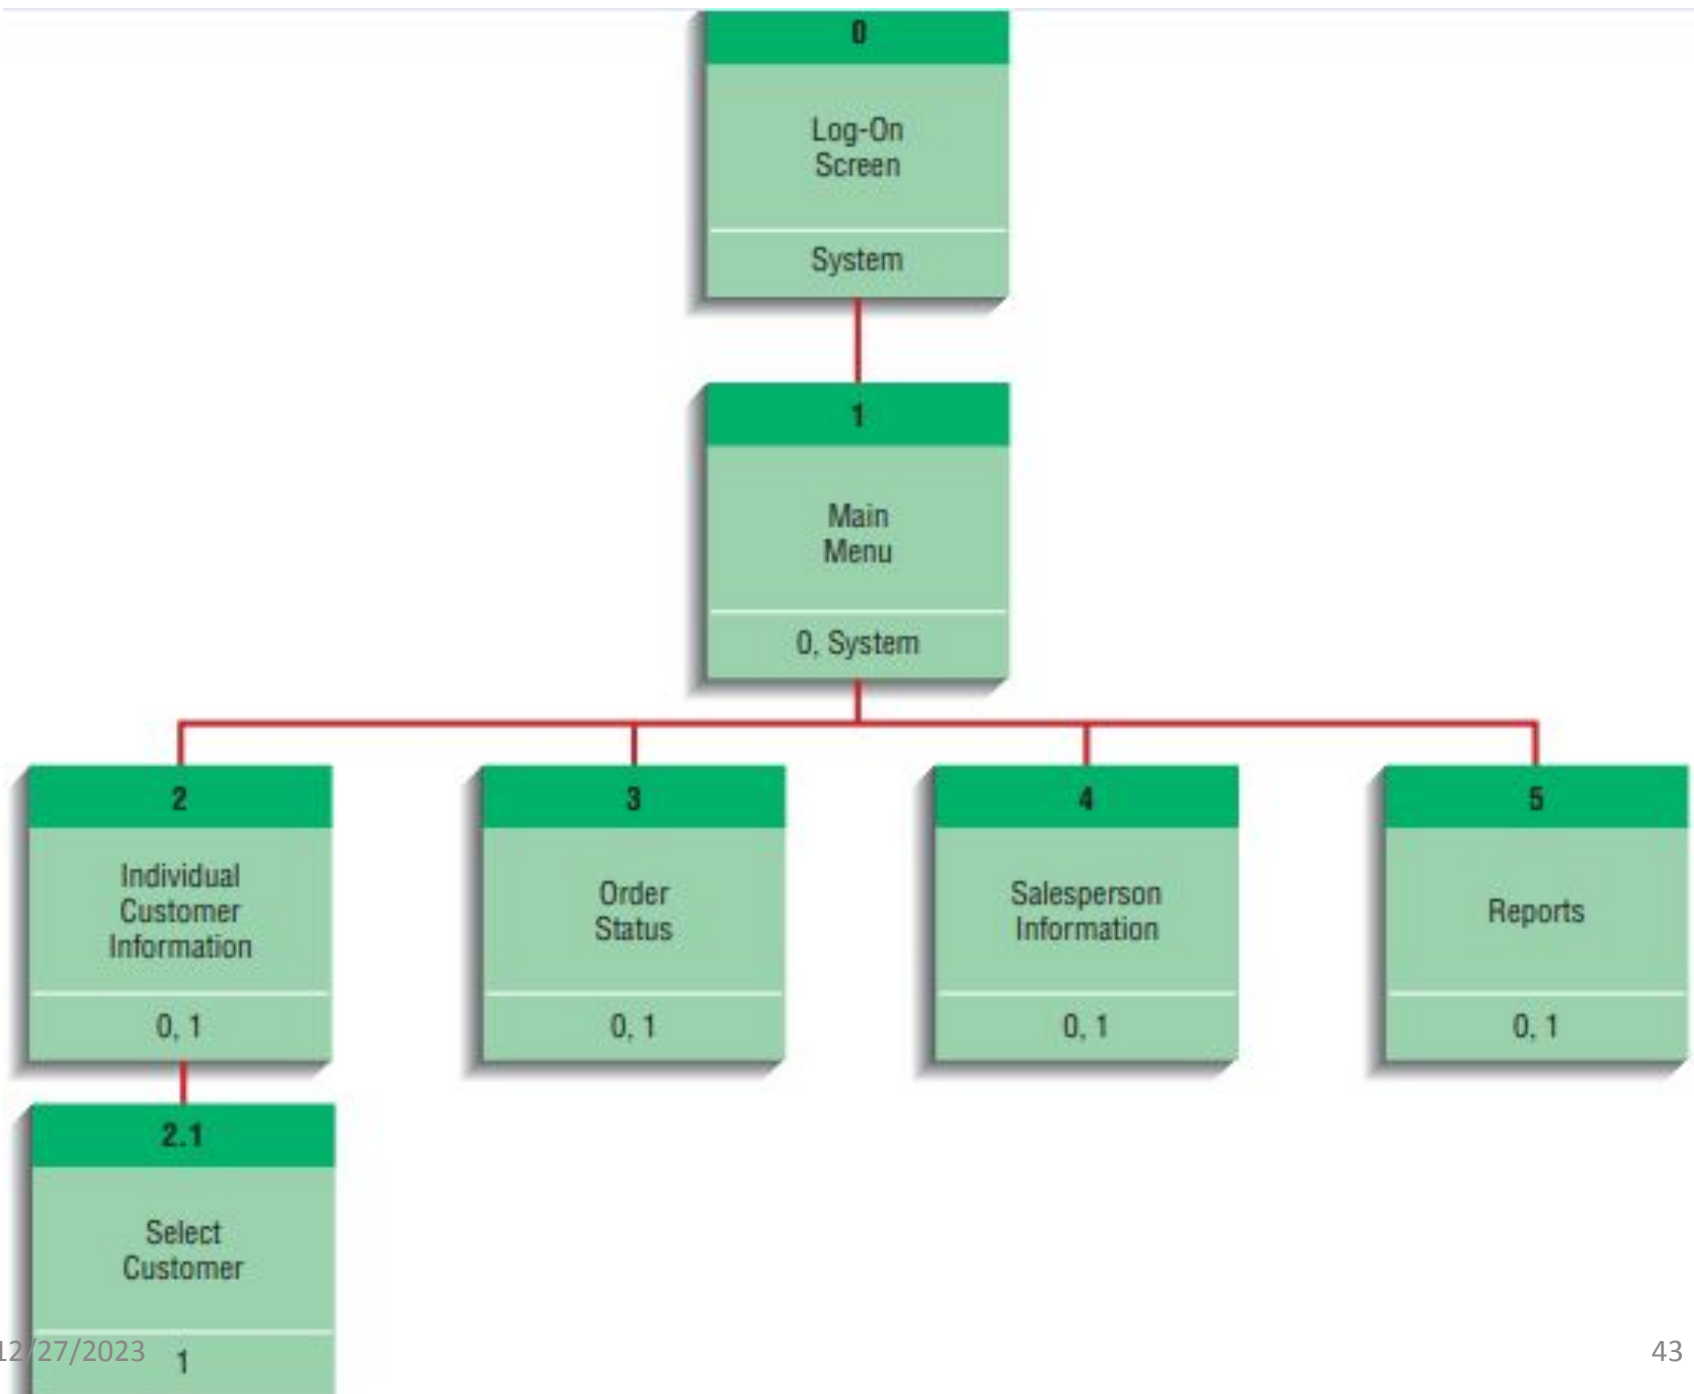 0
Log-On
Screen
System
1
Main
Menu
0, System
2
Individual
Customer
Information
0, 1
3
Order
Status
0, 1
4
Salesperson
Information
0, 1
5
Reports
0, 1
2.1
Select
Customer
1
12/27/2023
43